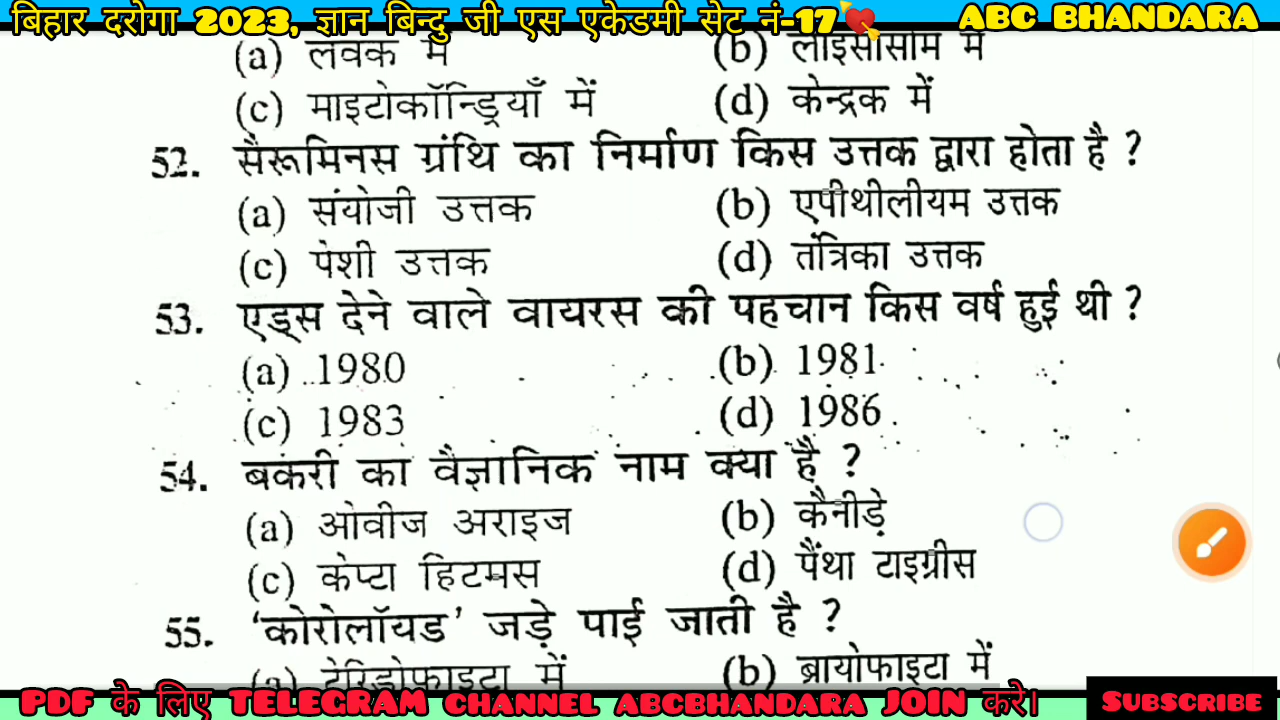 बिहार दरोगा 2023, ज्ञान बिन्दु जी एस एकेडमी सेट नं-17💘 ABC BHANDARA
(a) लवक में (b) लाइसोसोम में
(c) माइटोकॉन्ड्रियाँ में (d) केन्द्रक में
52. सैरूमिनस ग्रंथि का निर्माण किस उत्तक द्वारा होता है ?
(a) संयोजी उत्तक (b) एपीथीलीयम उत्तक
(c) पेशी उत्तक (d) तंत्रिका उत्तक
53. एड्स देने वाले वायरस की पहचान किस वर्ष हुई थी ?
(a) 1980 (b) 1981
(c) 1983 (d) 1986
54. बकरी का वैज्ञानिक नाम क्या है ?
(a) ओवीज अराइज (b) कैनीड़े
(c) केप्टा हिटमस (d) पैंथा टाइग्रीस
55. ‘कोरोलॉयड’ जड़े पाई जाती है ?
(a) टेरिडोफाइटा में (b) ब्रायोफाइटा में
PDF के लिए TELEGRAM CHANNEL ABCBHANDARA JOIN करे। SUBSCRIBE